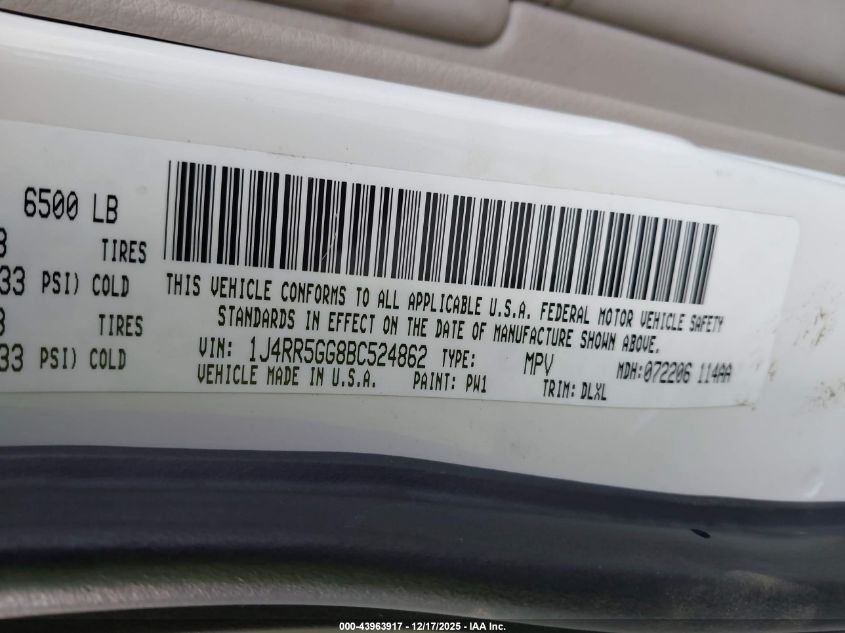 6500 LB
TIRES
33 PSI) COLD
TIRES
33 PSI) COLD
THIS VEHICLE CONFORMS TO ALL APPLICABLE U.S.A. FEDERAL MOTOR VEHICLE SAFETY
STANDARDS IN EFFECT ON THE DATE OF MANUFACTURE SHOWN ABOVE.
VIN: 1J4RR5GG8BC524862 TYPE: MPV MDH:072206 114AA
VEHICLE MADE IN U.S.A. PAINT: PW1 TRIM: DLXL
000-43963917 - 12/17/2025 - IAA Inc.